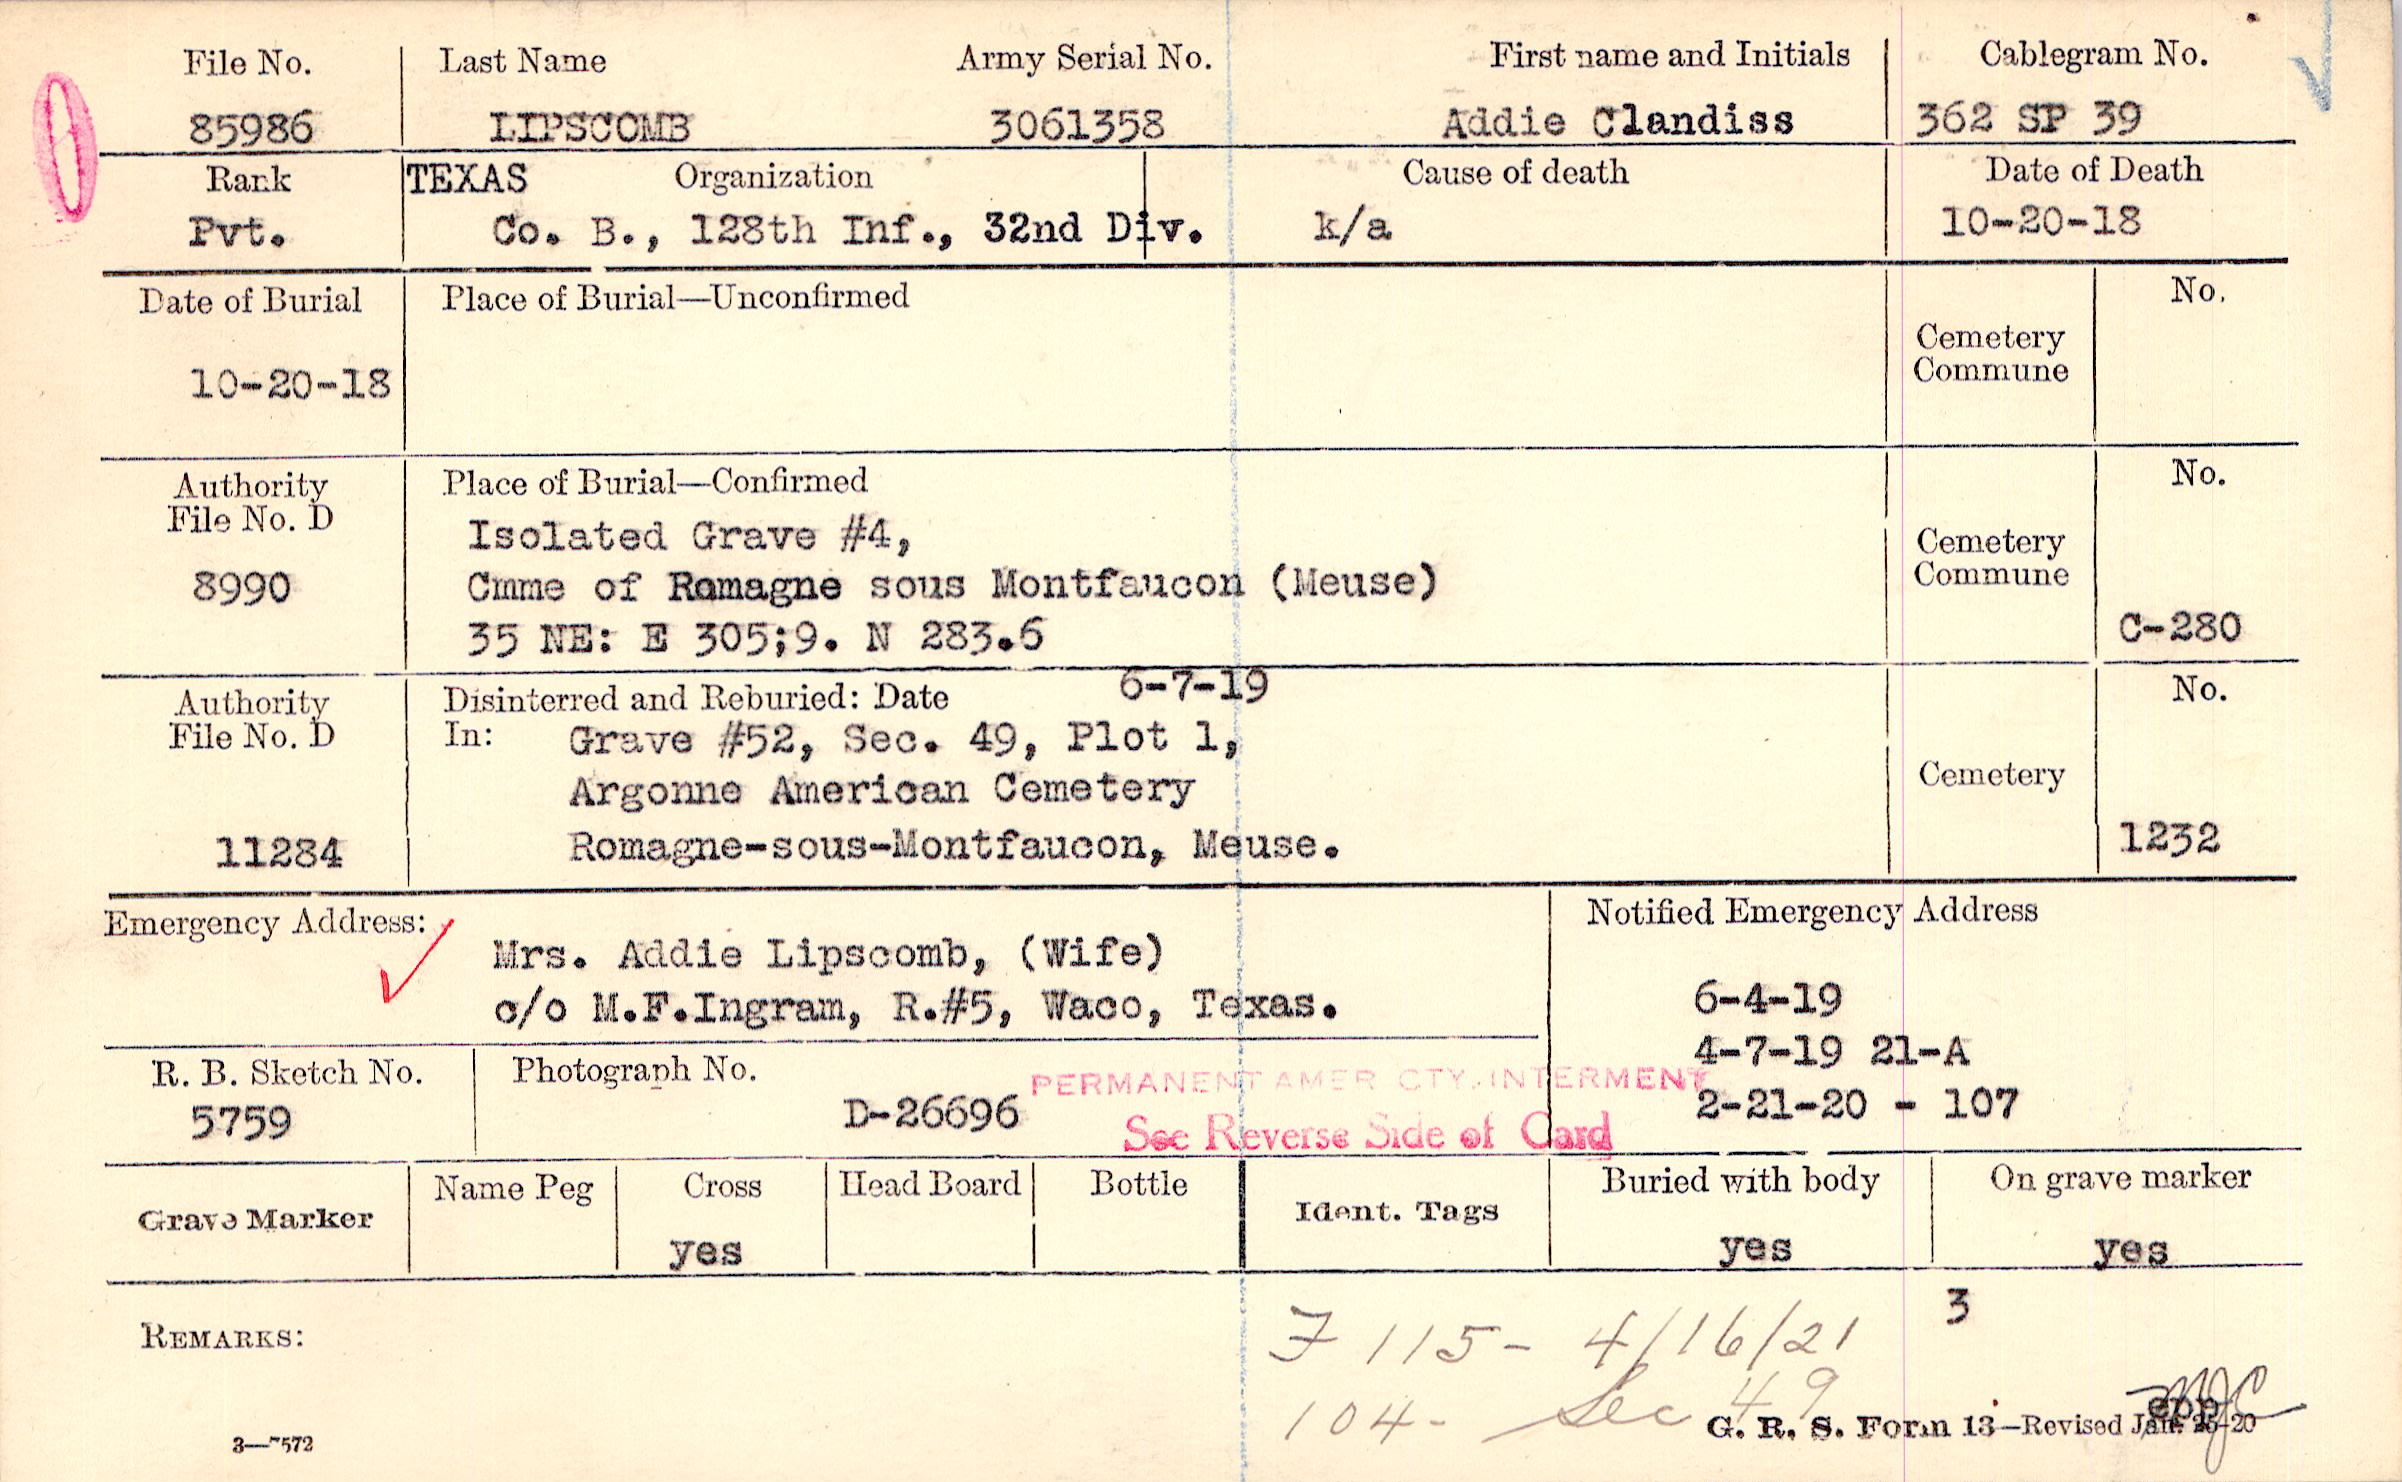 File No. Last Name Army Serial No. First name and Initials Cablegram No.
85986 LIPSCOMB 3061358 Addie Clandiss 362 SP 39
Rank TEXAS Organization Cause of death Date of Death
Pvt. Co. B., 128th Inf., 32nd Div. k/a 10-20-18
Date of Burial Place of Burial—Unconfirmed No.
Cemetery
Commune
10-20-18
Authority Place of Burial—Confirmed No.
File No. D Isolated Grave #4, Cemetery
8990 Cmme of Romagne sous Montfaucon (Meuse) Commune
35 NE: E 305;9. N 283.6 C-280
Authority Disinterred and Reburied: Date 6-7-19 No.
File No. D In: Grave #52, Sec. 49, Plot 1,
Argonne American Cemetery Cemetery
11284 Romagne-sous-Montfaucon, Meuse. 1232
Emergency Address: Notified Emergency Address
Mrs. Addie Lipscomb, (Wife)
c/o M.F.Ingram, R.#5, Waco, Texas. 6-4-19
4-7-19 21-A
R. B. Sketch No. Photograph No. PERMANENT AMER CTY. INTERMENT
5759 D-26696 2-21-20 - 107
See Reverse Side of Card
Grave Marker Name Peg Cross Head Board Bottle Ident. Tags Buried with body On grave marker
yes yes yes
3
REMARKS: F 115- 4/16/21
104- Sec 49
3—7572 G. R. S. Form 13—Revised Jan. 26-20